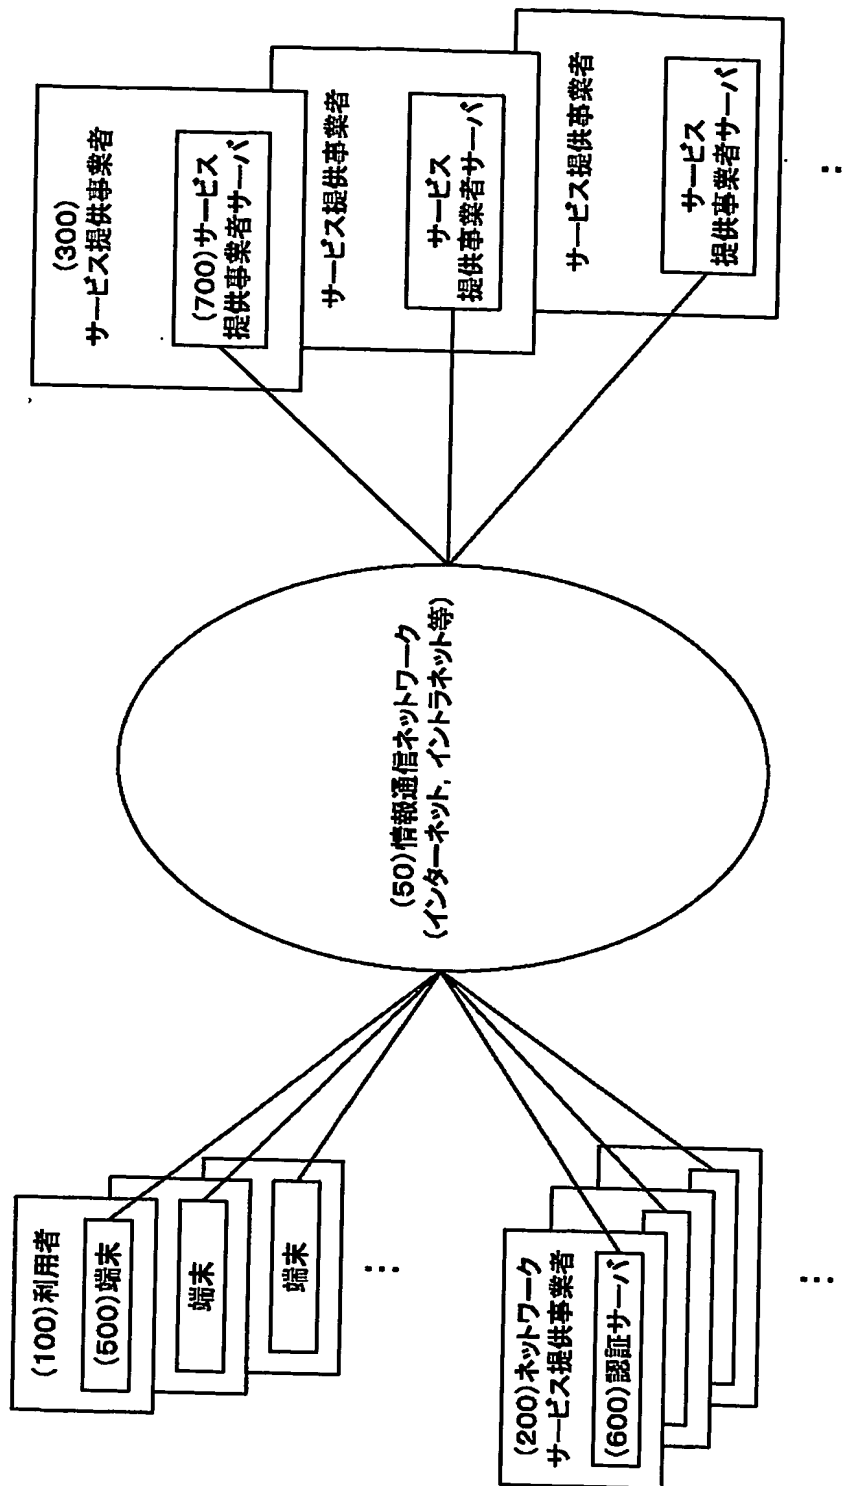 (100)利用者
(500)端末
端末
端末
⋮
(200)ネットワーク
サービス提供事業者
(600)認証サーバ
⋮
(50)情報通信ネットワーク
(インターネット, イントラネット等)
(300)
サービス提供事業者
(700)サービス
提供事業者サーバ
サービス提供事業者
サービス
提供事業者サーバ
サービス提供事業者
サービス
提供事業者サーバ
⋮